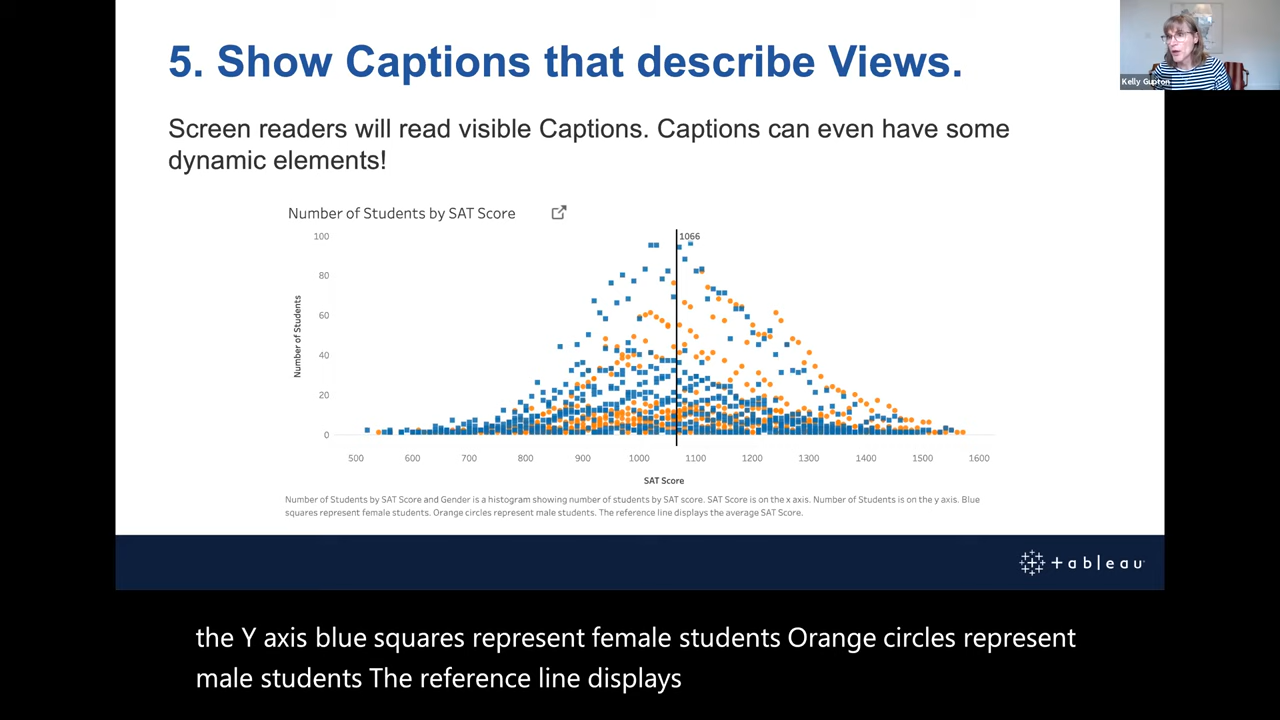 5. Show Captions that describe Views.
Kelly Gupton
Screen readers will read visible Captions. Captions can even have some
dynamic elements!
Number of Students by SAT Score
100
80
60
40
20
0
Number of Students
1066
500 600 700 800 900 1000 1100 1200 1300 1400 1500 1600
SAT Score
Number of Students by SAT Score and Gender is a histogram showing number of students by SAT score. SAT Score is on the x axis. Number of Students is on the y axis. Blue
squares represent female students. Orange circles represent male students. The reference line displays the average SAT Score.
+ableau
the Y axis blue squares represent female students Orange circles represent
male students The reference line displays